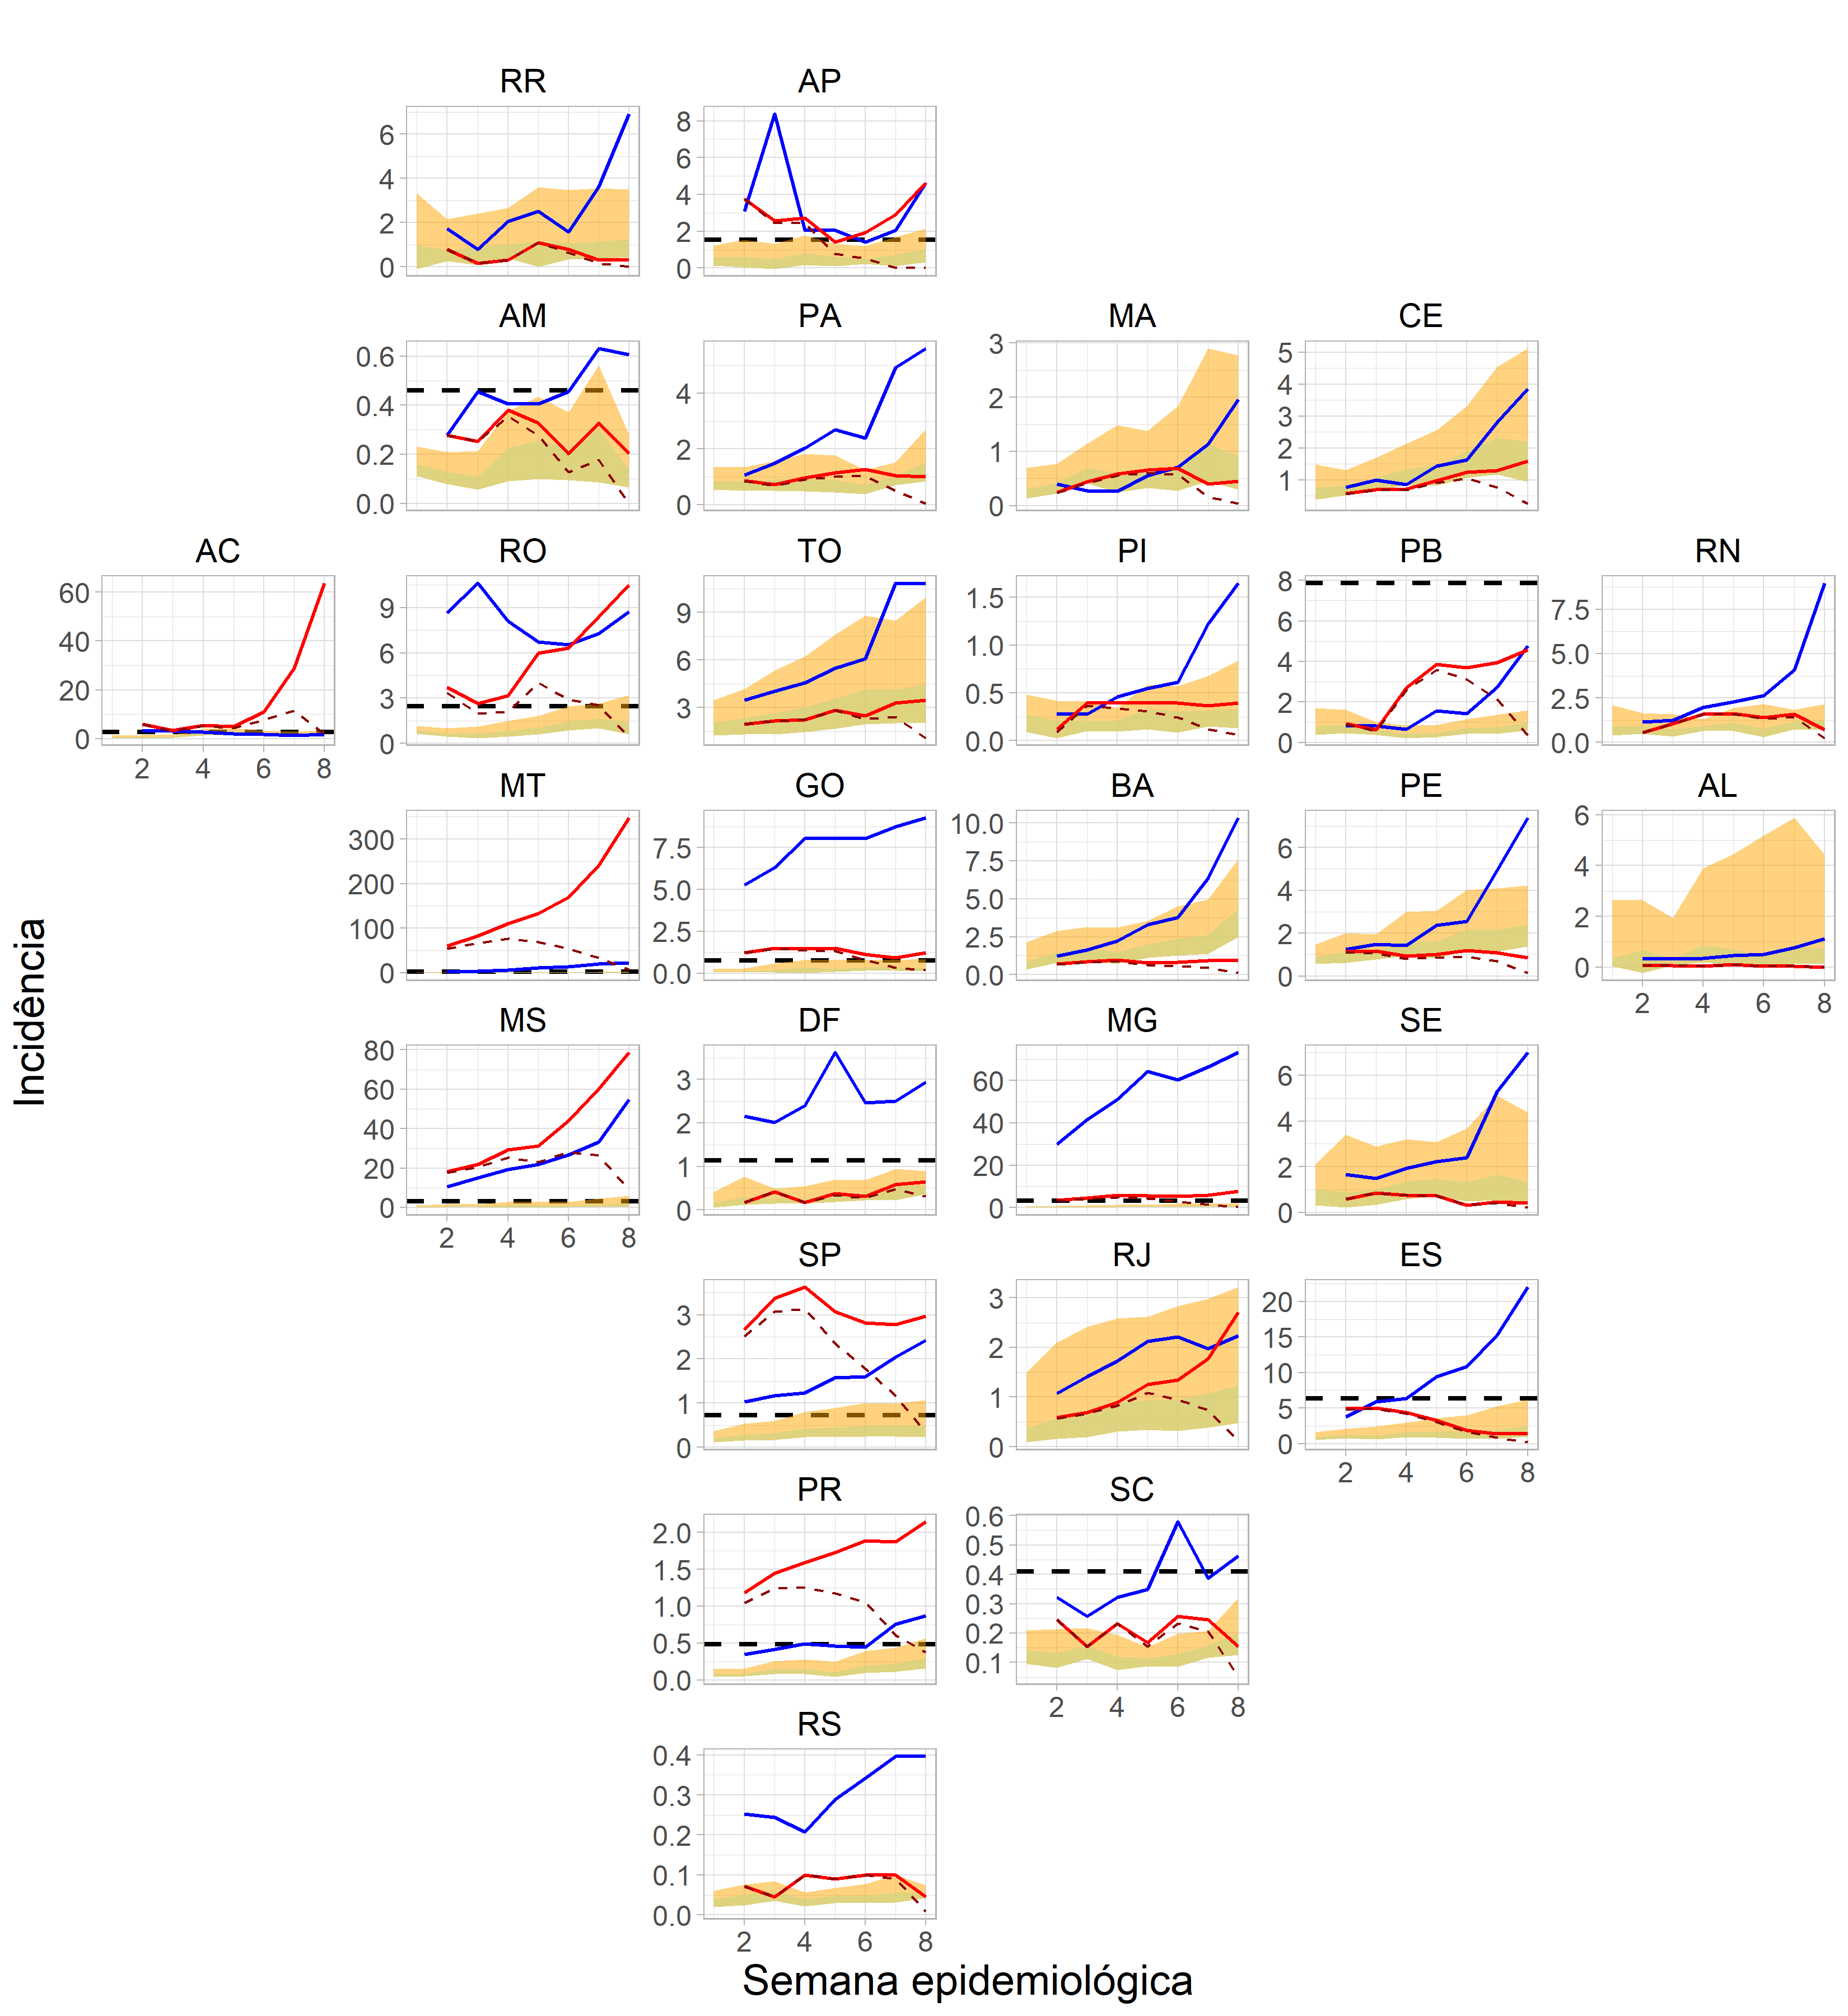 RR AP
6 8
4 6
2 4
0 2
0
AM PA MA CE
0.6 4 3 5
0.4 2 2 4
0.2 0 1 3
0.0 0 2
1
AC RO TO PI PB RN
60 9 9 1.5 8 7.5
40 6 6 1.0 6 5.0
20 3 3 0.5 4 2.5
0 0 0.0 2 0.0
0
2 4 6 8
MT GO BA PE AL
300 7.5 10.0 6 6
200 5.0 7.5 4 4
100 2.5 5.0 2 2
0 0.0 2.5 0 0
0.0
2 4 6 8
Incidência
MS DF MG SE
80 3 60 6
60 2 40 4
40 1 20 2
20 0 0 0
0
2 4 6 8
SP RJ ES
3 3 20
2 2 15
1 1 10
0 0 5
0
2 4 6 8
PR SC
2.0 0.6
1.5 0.5
1.0 0.4
0.5 0.3
0.0 0.2
0.1
2 4 6 8
RS
0.4
0.3
0.2
0.1
0.0
2 4 6 8
Semana epidemiológica